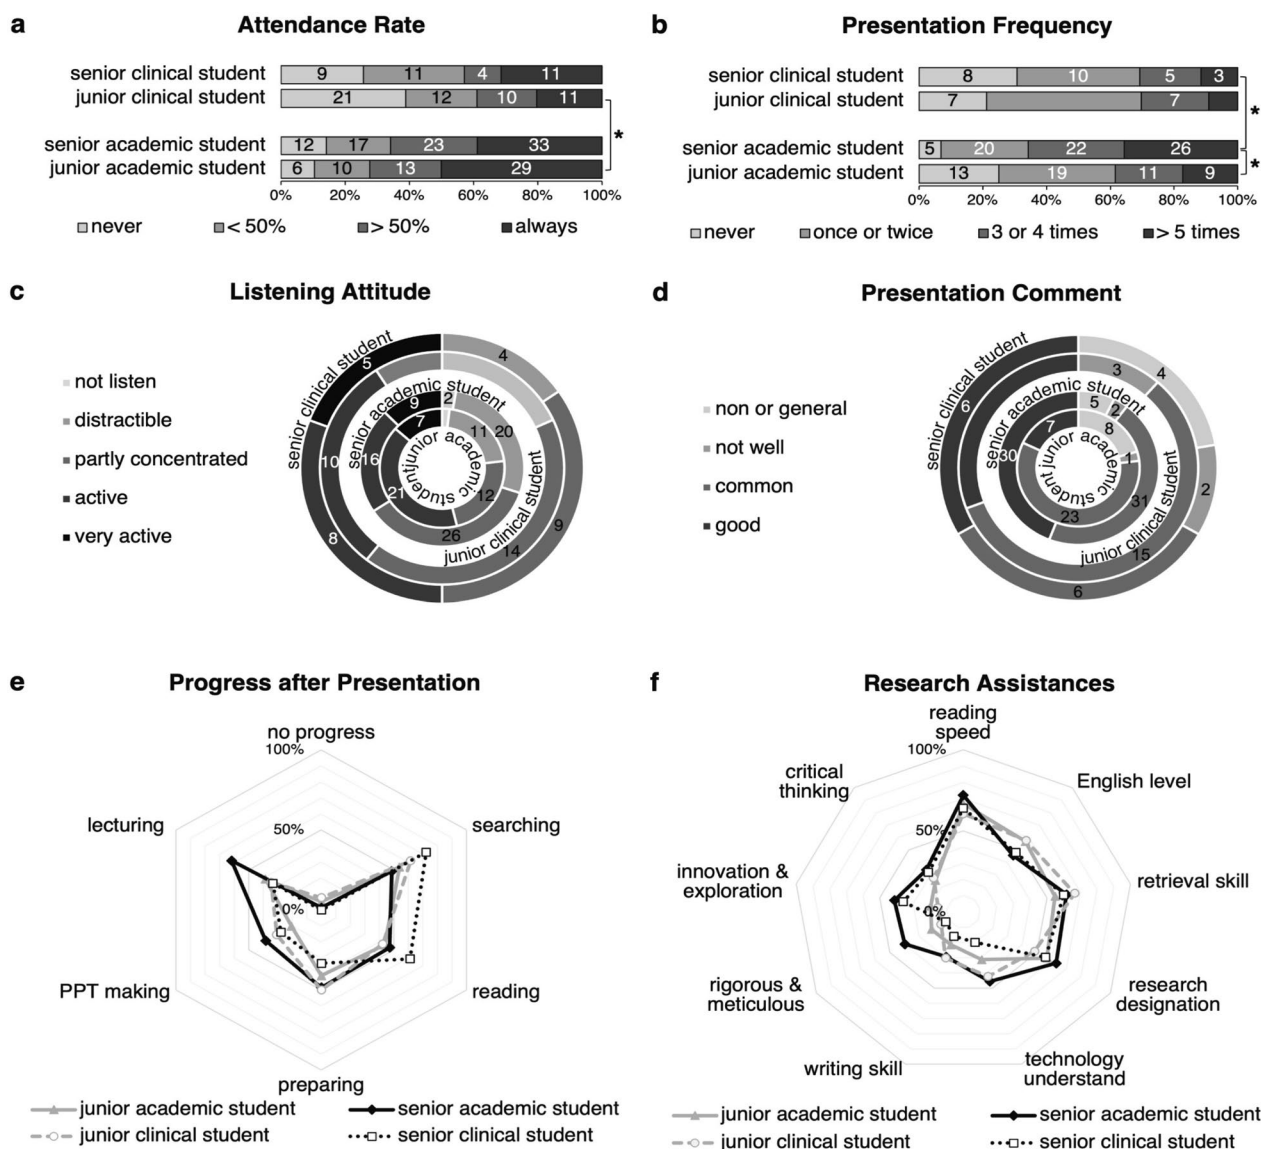 a
Attendance Rate
senior clinical student
9 11 4 11
junior clinical student
21 12 10 11
senior academic student
12 17 23 33
junior academic student
6 10 13 29
*
0% 20% 40% 60% 80% 100%
never < 50% > 50% always
b
Presentation Frequency
senior clinical student
8 10 5 3
junior clinical student
7 7
senior academic student
5 20 22 26
junior academic student
13 19 11 9
*
*
0% 20% 40% 60% 80% 100%
never once or twice 3 or 4 times > 5 times
c
Listening Attitude
not listen
distractible
partly concentrated
active
very active
senior clinical student
4
9
8
5
junior clinical student
14
10
senior academic student
2
20
26
16
9
junior academic student
11
12
21
7
d
Presentation Comment
non or general
not well
common
good
senior clinical student
4
2
6
6
junior clinical student
3
15
senior academic student
5
2
31
30
junior academic student
8
1
23
7
e
Progress after Presentation
no progress
100%
lecturing
searching
50%
0%
PPT making
reading
preparing
junior academic student
senior academic student
junior clinical student
senior clinical student
f
Research Assistances
reading
speed
100%
critical
thinking
English level
50%
innovation &
exploration
retrieval skill
0%
rigorous &
meticulous
research
designation
writing skill
technology
understand
junior academic student
senior academic student
junior clinical student
senior clinical student